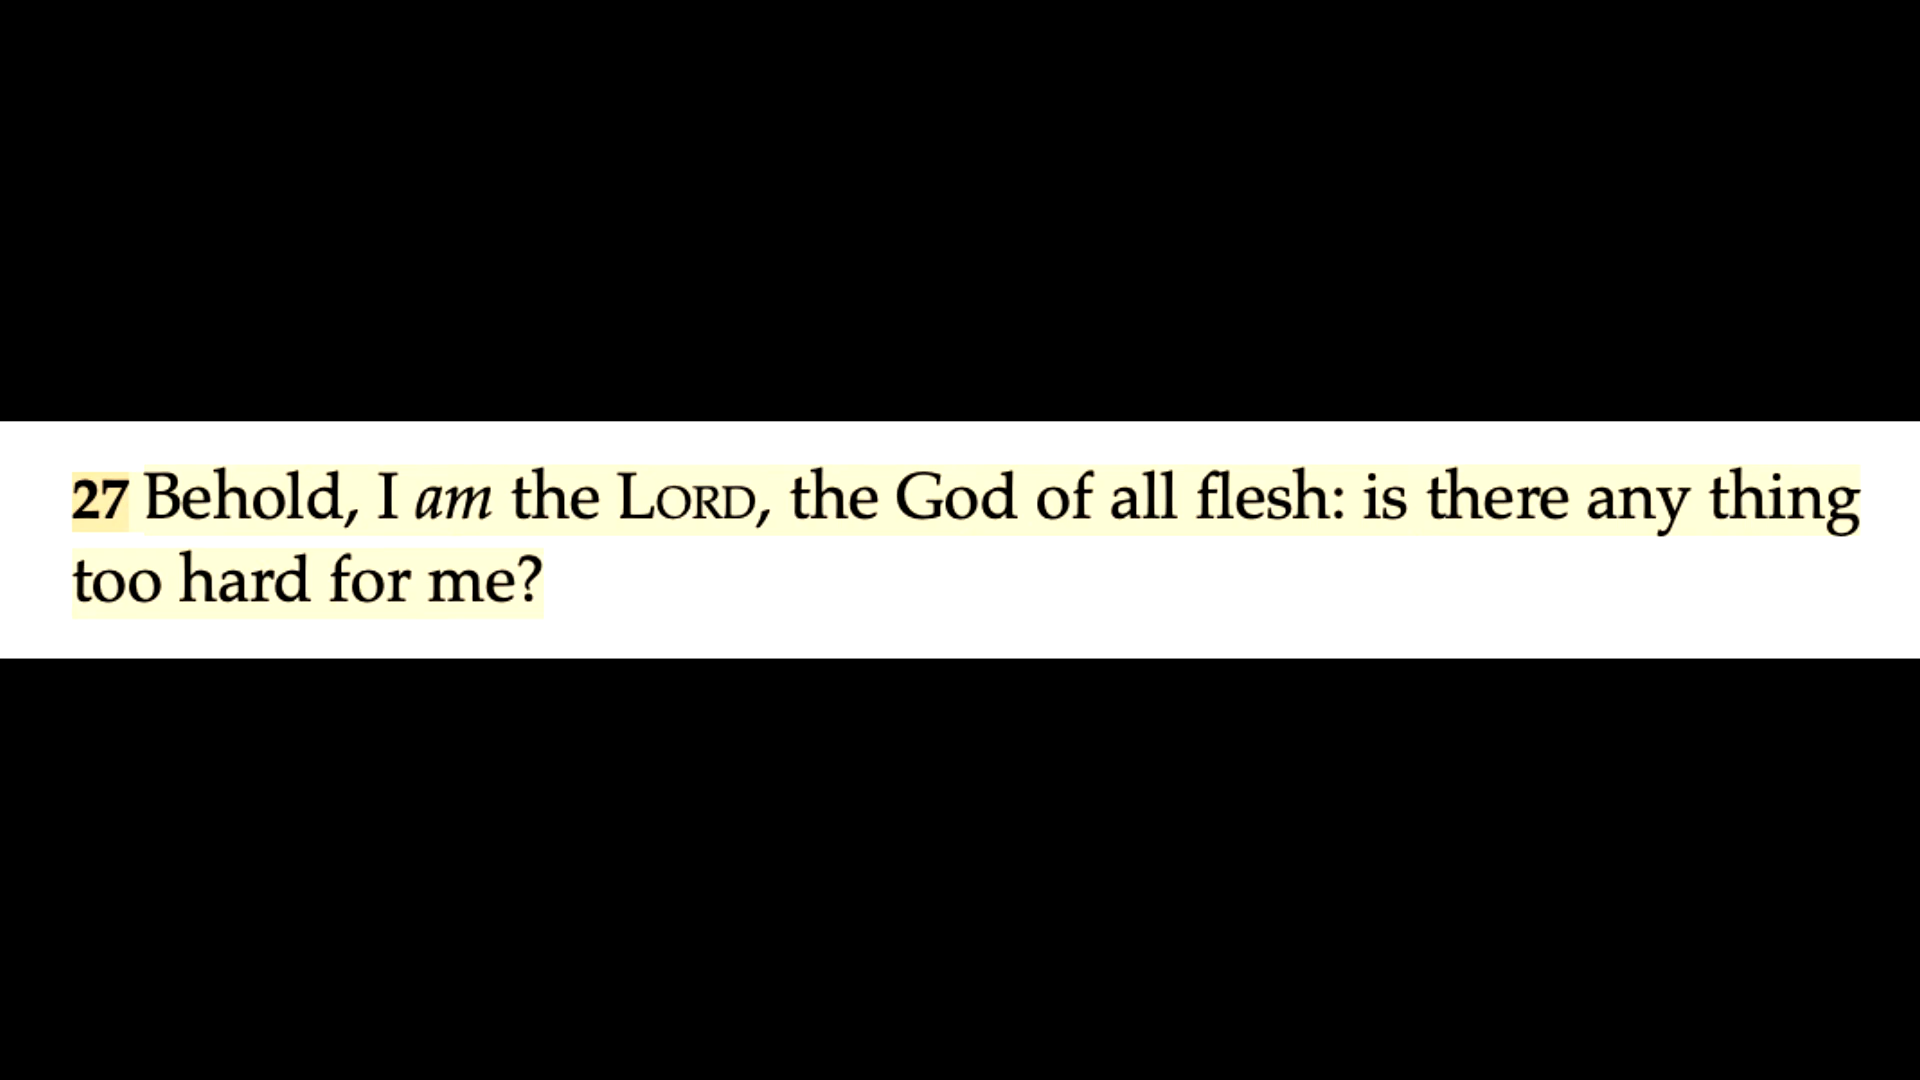 27 Behold, I am the LORD, the God of all flesh: is there any thing
too hard for me?